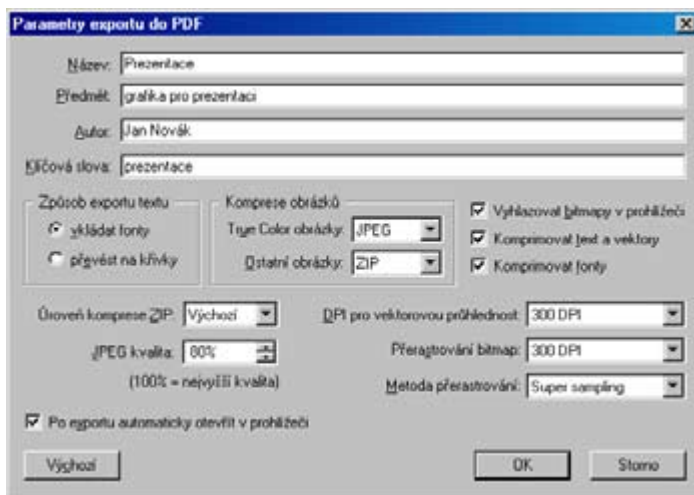 Parametry exportu do PDF
Název: Prezentace
Předmět: grafika pro prezentaci
Autor: Jan Novák
Klíčová slova: prezentace
Způsob exportu textu
vkládat fonty
převést na křivky
Komprese obrázků
True Color obrázky: JPEG
Ostatní obrázky: ZIP
Vyhlazovat bitmapy v prohlížeči
Komprimovat text a vektory
Komprimovat fonty
Úroveň komprese ZIP: Výchozí
JPEG kvalita: 80%
(100% = nejvyšší kvalita)
DPI pro vektorovou průhlednost: 300 DPI
Přerastrování bitmap: 300 DPI
Metoda přerastrování: Super sampling
Po exportu automaticky otevřít v prohlížeči
Výchozí
OK
Storno